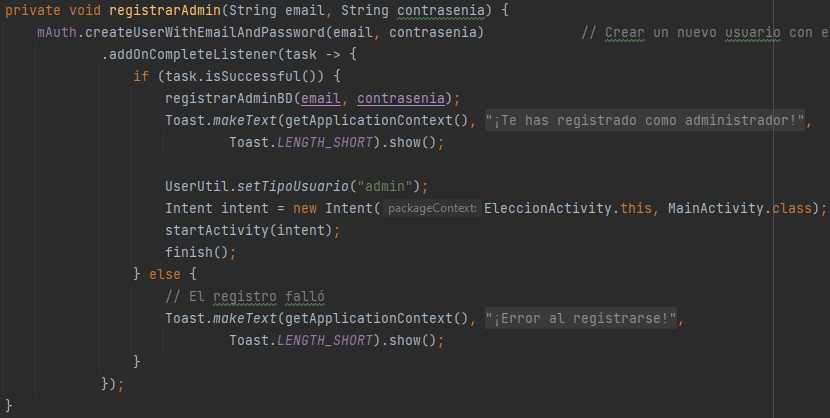 private void registrarAdmin(String email, String contrasenia) {
mAuth.createUserWithEmailAndPassword(email, contrasenia) // Crear un nuevo usuario con e
.addOnCompleteListener(task -> {
if (task.isSuccessful()) {
registrarAdminBD(email, contrasenia);
Toast.makeText(getApplicationContext(), "¡Te has registrado como administrador!",
Toast.LENGTH_SHORT).show();
UserUtil.setTipoUsuario("admin");
Intent intent = new Intent( packageContext: EleccionActivity.this, MainActivity.class);
startActivity(intent);
finish();
} else {
// El registro falló
Toast.makeText(getApplicationContext(), "¡Error al registrarse!",
Toast.LENGTH_SHORT).show();
}
});
}